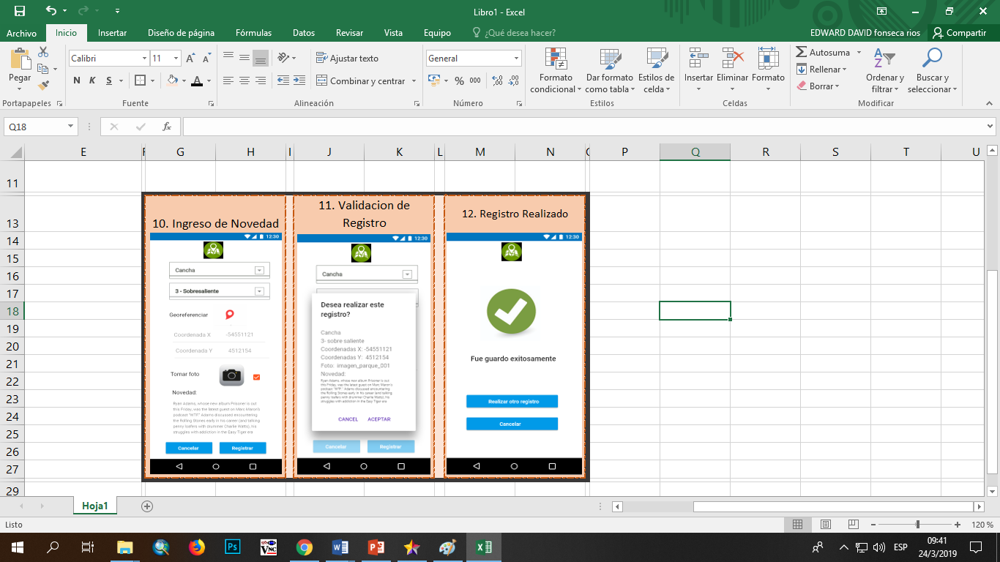 Libro1 - Excel
Archivo Inicio Insertar Diseño de página Fórmulas Datos Revisar Vista Equipo ¿Qué desea hacer? EDWARD DAVID fonseca rios Compartir
Pegar
Calibri 11
N K S
Ajustar texto
Combinar y centrar
General
% 000
Formato condicional
Dar formato como tabla
Estilos de celda
Insertar Eliminar Formato
Autosuma
Rellenar
Borrar
Ordenar y filtrar
Buscar y seleccionar
Portapapeles Fuente Alineación Número Estilos Celdas Modificar
Q18 fx
E F G H I J K L M N O P Q R S T U
11
13
14
15
16
17
18
19
20
21
22
23
24
25
26
27
29
10. Ingreso de Novedad
12:30
Cancha
3 - Sobresaliente
Georeferenciar
Coordenada X -54551121
Coordenada Y 4512154
Tomar foto
Novedad:
Ryan Adams, whose new album Prisoner is out
this Friday, was the latest guest on Marc Maron's
podcast "WTF." Adams discussed encountering
the Rolling Stones early in his career (and talking
penny loafers with drummer Charlie Watts), his
struggles with addiction in the Easy Tiger era
Cancelar Registrar
11. Validacion de
Registro
12:30
Cancha
Desea realizar este
registro?
Cancha
3- sobre saliente
Coordenadas X: -54551121
Coordenadas Y: 4512154
Foto: imagen_parque_001
Novedad:
Ryan Adams, whose new album Prisoner is out
this Friday, was the latest guest on Marc Maron's
podcast "WTF." Adams discussed encountering
the Rolling Stones early in his career (and talking
penny loafers with drummer Charlie Watts), his
struggles with addiction in the Easy Tiger era
CANCEL ACEPTAR
Cancelar Registrar
12. Registro Realizado
12:30
Fue guardo exitosamente
Realizar otro registro
Cancelar
Hoja1
Listo 120 %
Ps
VNC
ESP
09:41
24/3/2019